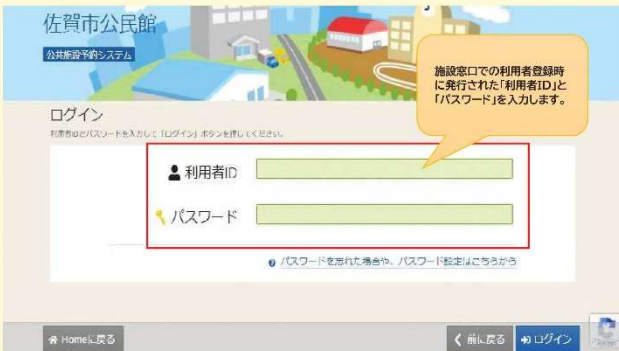 佐賀市公民館
公共施設予約システム
施設窓口での利用者登録時
に発行された「利用者ID」と
「パスワード」を入力します。
ログイン
利用者IDとパスワードを入力して「ログイン」ボタンを押してください。
利用者ID
パスワード
パスワードを忘れた場合や、パスワード設定はこちらから
Homeに戻る
前に戻る
ログイン